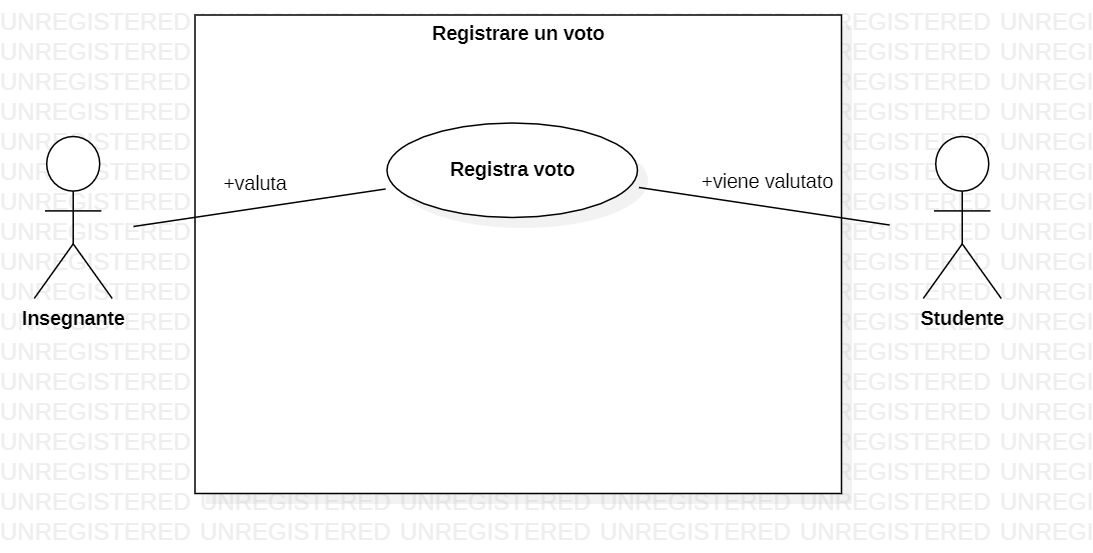 Registrare un voto
Registra voto
+valuta
+viene valutato
Insegnante
Studente
UNREGISTERED UNREGISTERED UNREGISTERED UNREGISTERED UNREGISTERED UNREGI